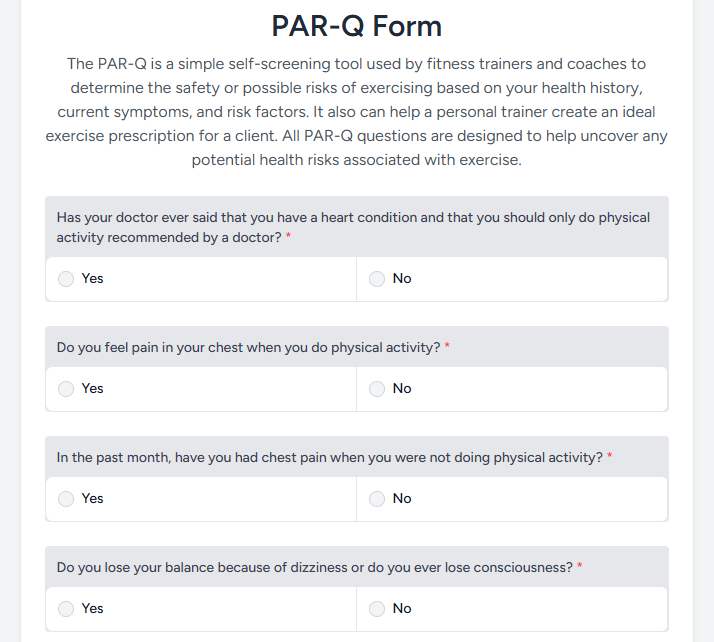 PAR-Q Form
The PAR-Q is a simple self-screening tool used by fitness trainers and coaches to
determine the safety or possible risks of exercising based on your health history,
current symptoms, and risk factors. It also can help a personal trainer create an ideal
exercise prescription for a client. All PAR-Q questions are designed to help uncover any
potential health risks associated with exercise.
Has your doctor ever said that you have a heart condition and that you should only do physical
activity recommended by a doctor? *
Yes No
Do you feel pain in your chest when you do physical activity? *
Yes No
In the past month, have you had chest pain when you were not doing physical activity? *
Yes No
Do you lose your balance because of dizziness or do you ever lose consciousness? *
Yes No